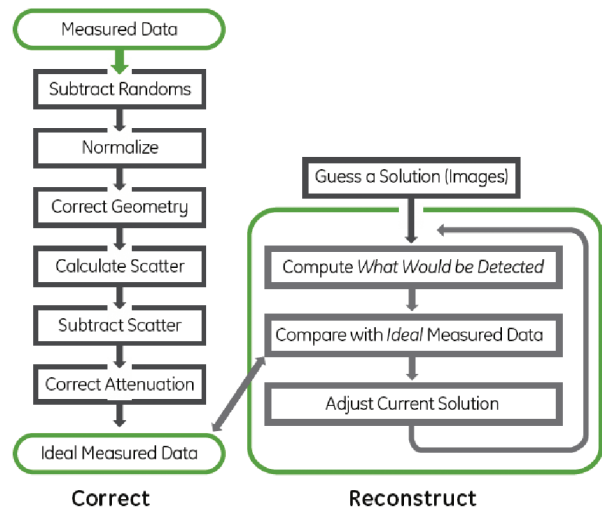 Measured Data
Subtract Randoms
Normalize
Correct Geometry
Calculate Scatter
Subtract Scatter
Correct Attenuation
Ideal Measured Data
Correct
Guess a Solution (Images)
Compute What Would be Detected
Compare with Ideal Measured Data
Adjust Current Solution
Reconstruct